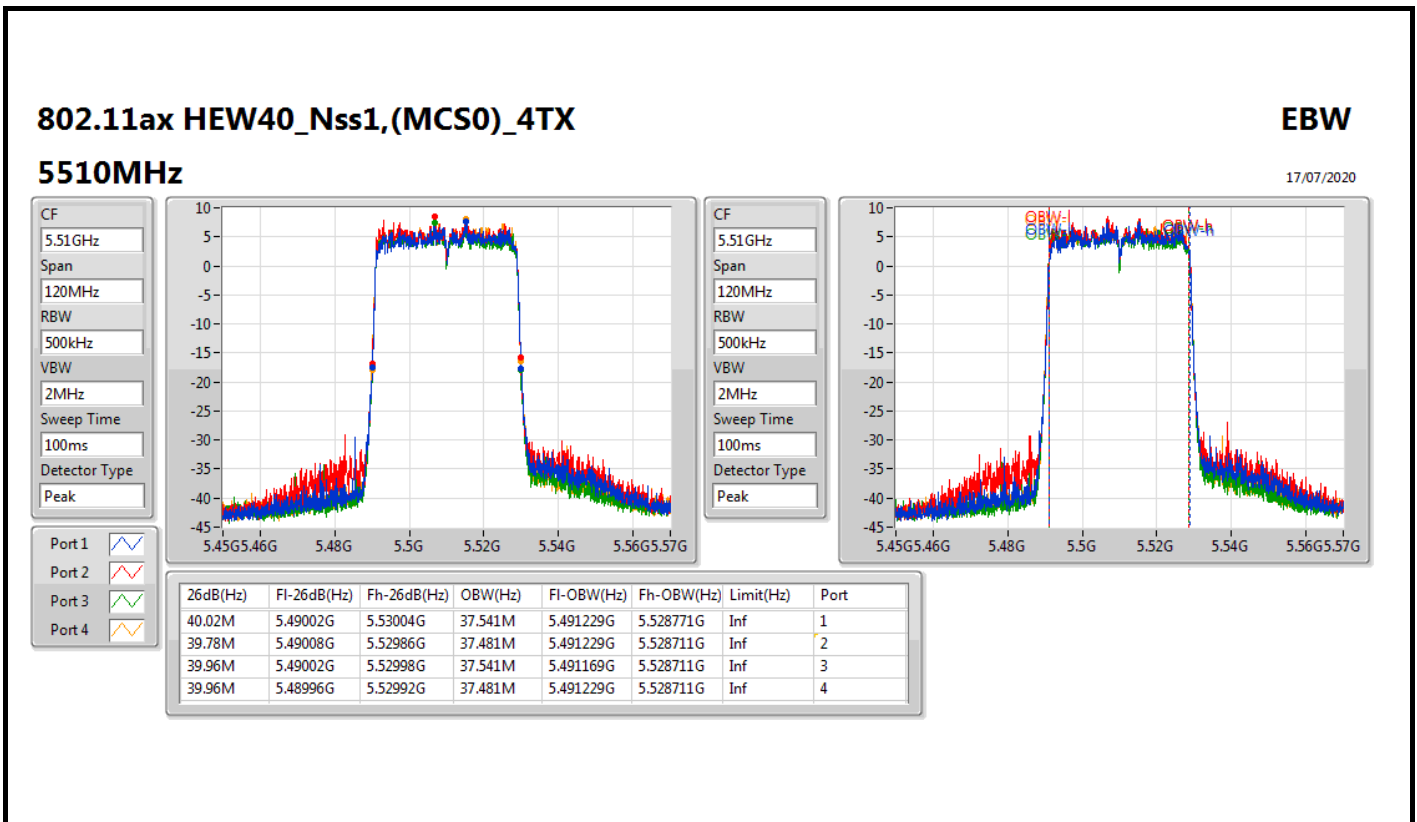 802.11ax HEW40_Nss1,(MCS0)_4TX
EBW
5510MHz
17/07/2020
CF
5.51GHz
Span
120MHz
RBW
500kHz
VBW
2MHz
Sweep Time
100ms
Detector Type
Peak
10
5
0
-5
-10
-15
-20
-25
-30
-35
-40
-45
5.45G 5.46G 5.48G 5.5G 5.52G 5.54G 5.56G 5.57G
CF
5.51GHz
Span
120MHz
RBW
500kHz
VBW
2MHz
Sweep Time
100ms
Detector Type
Peak
10
5
0
-5
-10
-15
-20
-25
-30
-35
-40
-45
OBW-l
OBW-h
5.45G 5.46G 5.48G 5.5G 5.52G 5.54G 5.56G 5.57G
Port 1
Port 2
Port 3
Port 4
26dB(Hz) Fl-26dB(Hz) Fh-26dB(Hz) OBW(Hz) Fl-OBW(Hz) Fh-OBW(Hz) Limit(Hz) Port
40.02M 5.49002G 5.53004G 37.541M 5.491229G 5.528771G Inf 1
39.78M 5.49008G 5.52986G 37.481M 5.491229G 5.528711G Inf 2
39.96M 5.49002G 5.52998G 37.541M 5.491169G 5.528711G Inf 3
39.96M 5.48996G 5.52992G 37.481M 5.491229G 5.528711G Inf 4